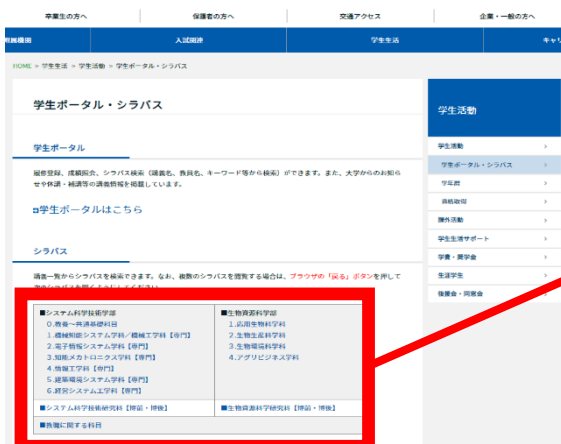 卒業生の方へ
保護者の方へ
交通アクセス
企業・一般の方へ
入試関連
学生生活
HOME > 学生生活 > 学生活動 > 学生ポータル・シラバス
学生ポータル・シラバス
学生ポータル
履修登録、成績照会、シラバス検索（講義名、教員名、キーワード等から検索）ができます。また、大学からのお知ら
せや休講・補講等の講義情報を掲載しています。
学生ポータルはこちら
シラバス
講義一覧からシラバスを検索できます。なお、複数のシラバスを閲覧する場合は、ブラウザの「戻る」ボタンを押して
■システム科学技術学部
0.教養～共通基礎科目
1.機械知能システム学科／機械工学科【専門】
2.電子情報システム学科【専門】
3.知能メカトロニクス学科【専門】
4.情報工学科【専門】
5.建築環境システム学科【専門】
6.経営システム工学科【専門】
■生物資源科学部
1.応用生物科学科
2.生物生産科学科
3.生物環境科学科
4.アグリビジネス学科
■システム科学技術研究科【博前・博後】
■生物資源科学研究科【博前・博後】
■教職に関する科目
学生活動
学生活動
学生ポータル・シラバス
学年暦
資格取得
課外活動
学生生活サポート
学費・奨学金
生涯学生
後援会・同窓会